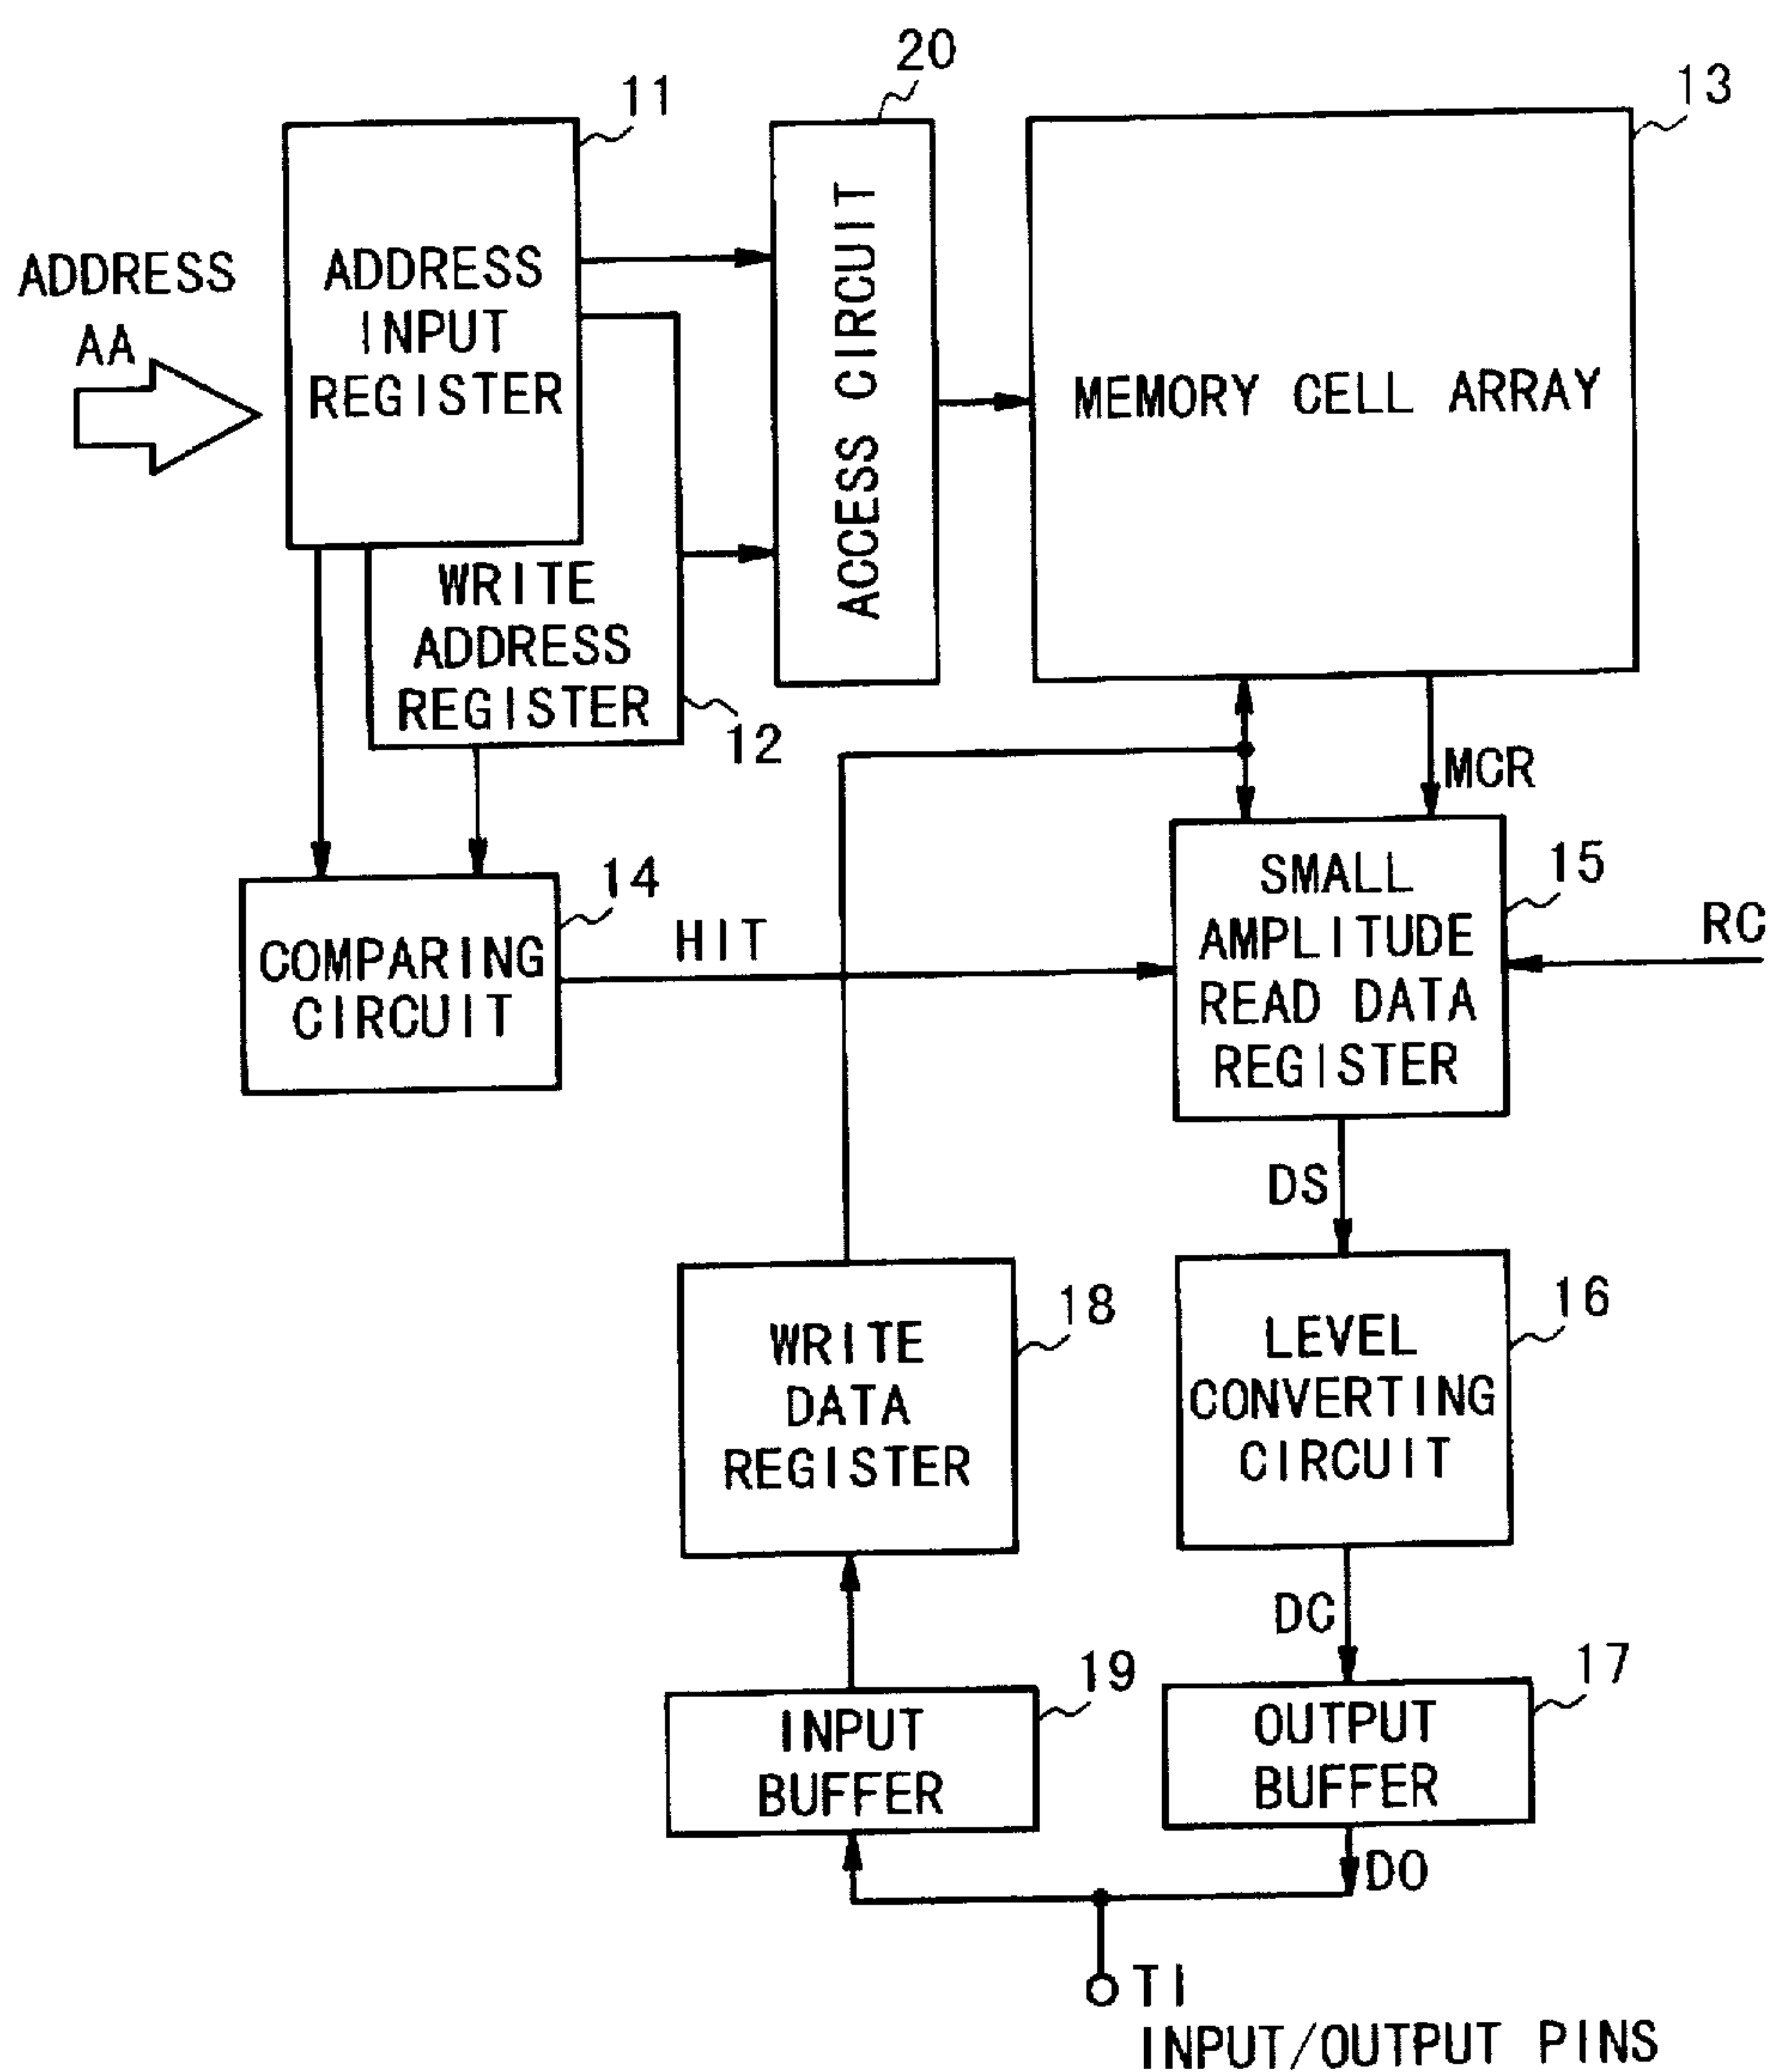 20
11
13
ADDRESS
AA
ADDRESS
INPUT
REGISTER
ACCESS CIRCUIT
MEMORY CELL ARRAY
WRITE
ADDRESS
REGISTER
12
MCR
14
COMPARING
CIRCUIT
HIT
SMALL
AMPLITUDE
READ DATA
REGISTER
15
RC
DS
WRITE
DATA
REGISTER
18
LEVEL
CONVERTING
CIRCUIT
16
DC
INPUT
BUFFER
19
OUTPUT
BUFFER
17
DO
TI
INPUT/OUTPUT PINS